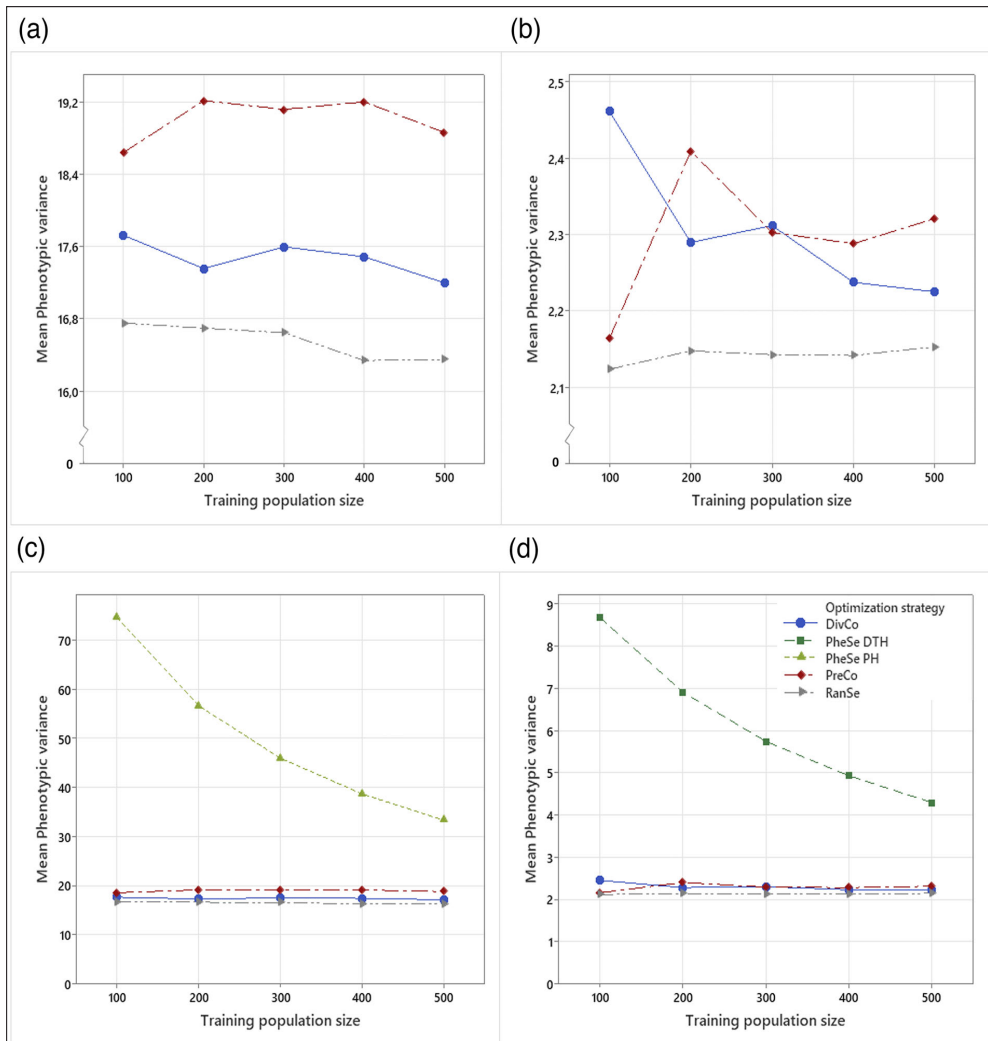 (a)
Mean Phenotypic variance
19,2
18,4
17,6
16,8
16,0
0
100 200 300 400 500
Training population size
(b)
Mean Phenotypic variance
2,5
2,4
2,3
2,2
2,1
0
100 200 300 400 500
Training population size
(c)
Mean Phenotypic variance
70
60
50
40
30
20
10
0
100 200 300 400 500
Training population size
(d)
Mean Phenotypic variance
9
8
7
6
5
4
3
2
1
0
Optimization strategy
DivCo
PheSe DTH
PheSe PH
PreCo
RanSe
100 200 300 400 500
Training population size